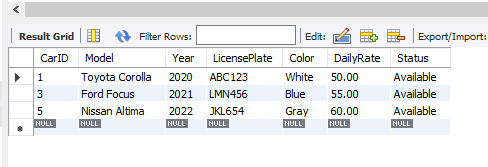 Result Grid Filter Rows: Edit: Export/Import:
CarID Model Year LicensePlate Color DailyRate Status
1 Toyota Corolla 2020 ABC123 White 50.00 Available
3 Ford Focus 2021 LMN456 Blue 55.00 Available
5 Nissan Altima 2022 JKL654 Gray 60.00 Available
NULL NULL NULL NULL NULL NULL NULL